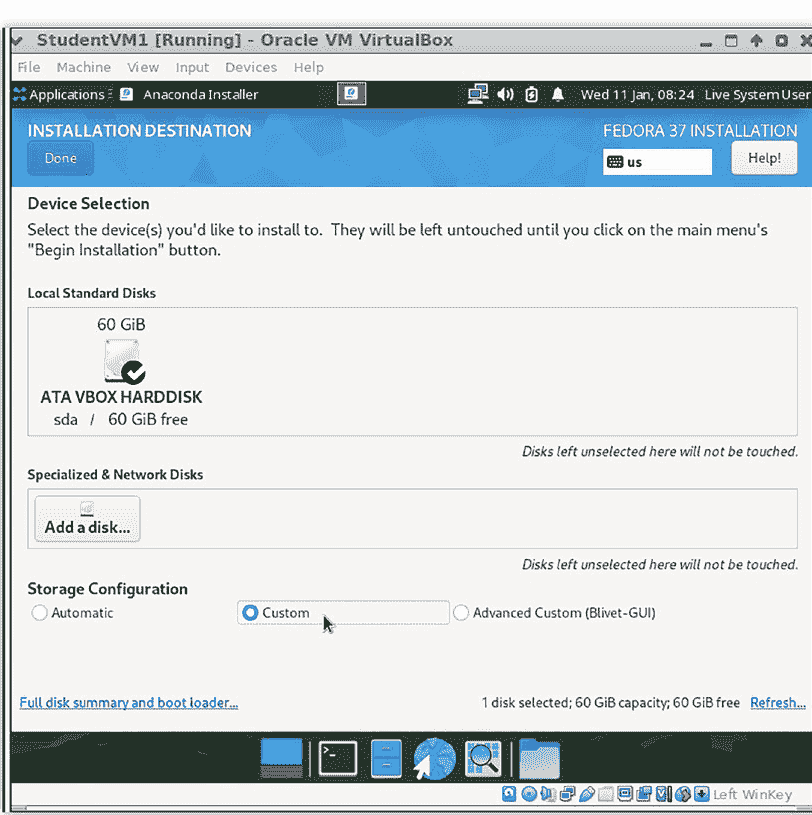 StudentVM1 [Running] - Oracle VM VirtualBox
File Machine View Input Devices Help
Applications Anaconda Installer Wed 11 Jan, 08:24 Live System User
INSTALLATION DESTINATION FEDORA 37 INSTALLATION
Done us Help!
Device Selection
Select the device(s) you'd like to install to. They will be left untouched until you click on the main menu's
"Begin Installation" button.
Local Standard Disks
60 GiB
ATA VBOX HARDDISK
sda / 60 GiB free
Disks left unselected here will not be touched.
Specialized & Network Disks
Add a disk...
Disks left unselected here will not be touched.
Storage Configuration
Automatic Custom Advanced Custom (Blivet-GUI)
Full disk summary and boot loader... 1 disk selected; 60 GiB capacity; 60 GiB free Refresh...
Left WinKey